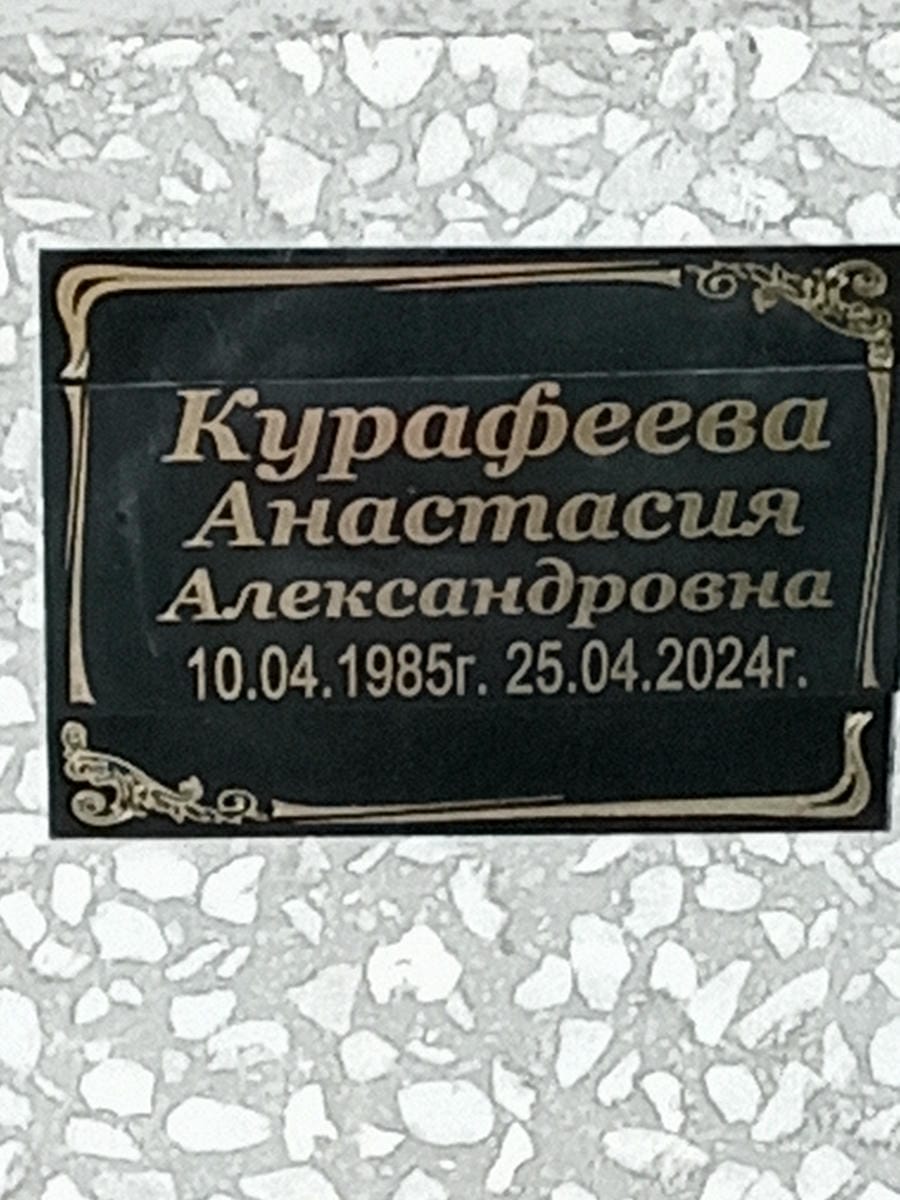 Курафеева
Анастасия
Александровна
10.04.1985г. 25.04.2024г.